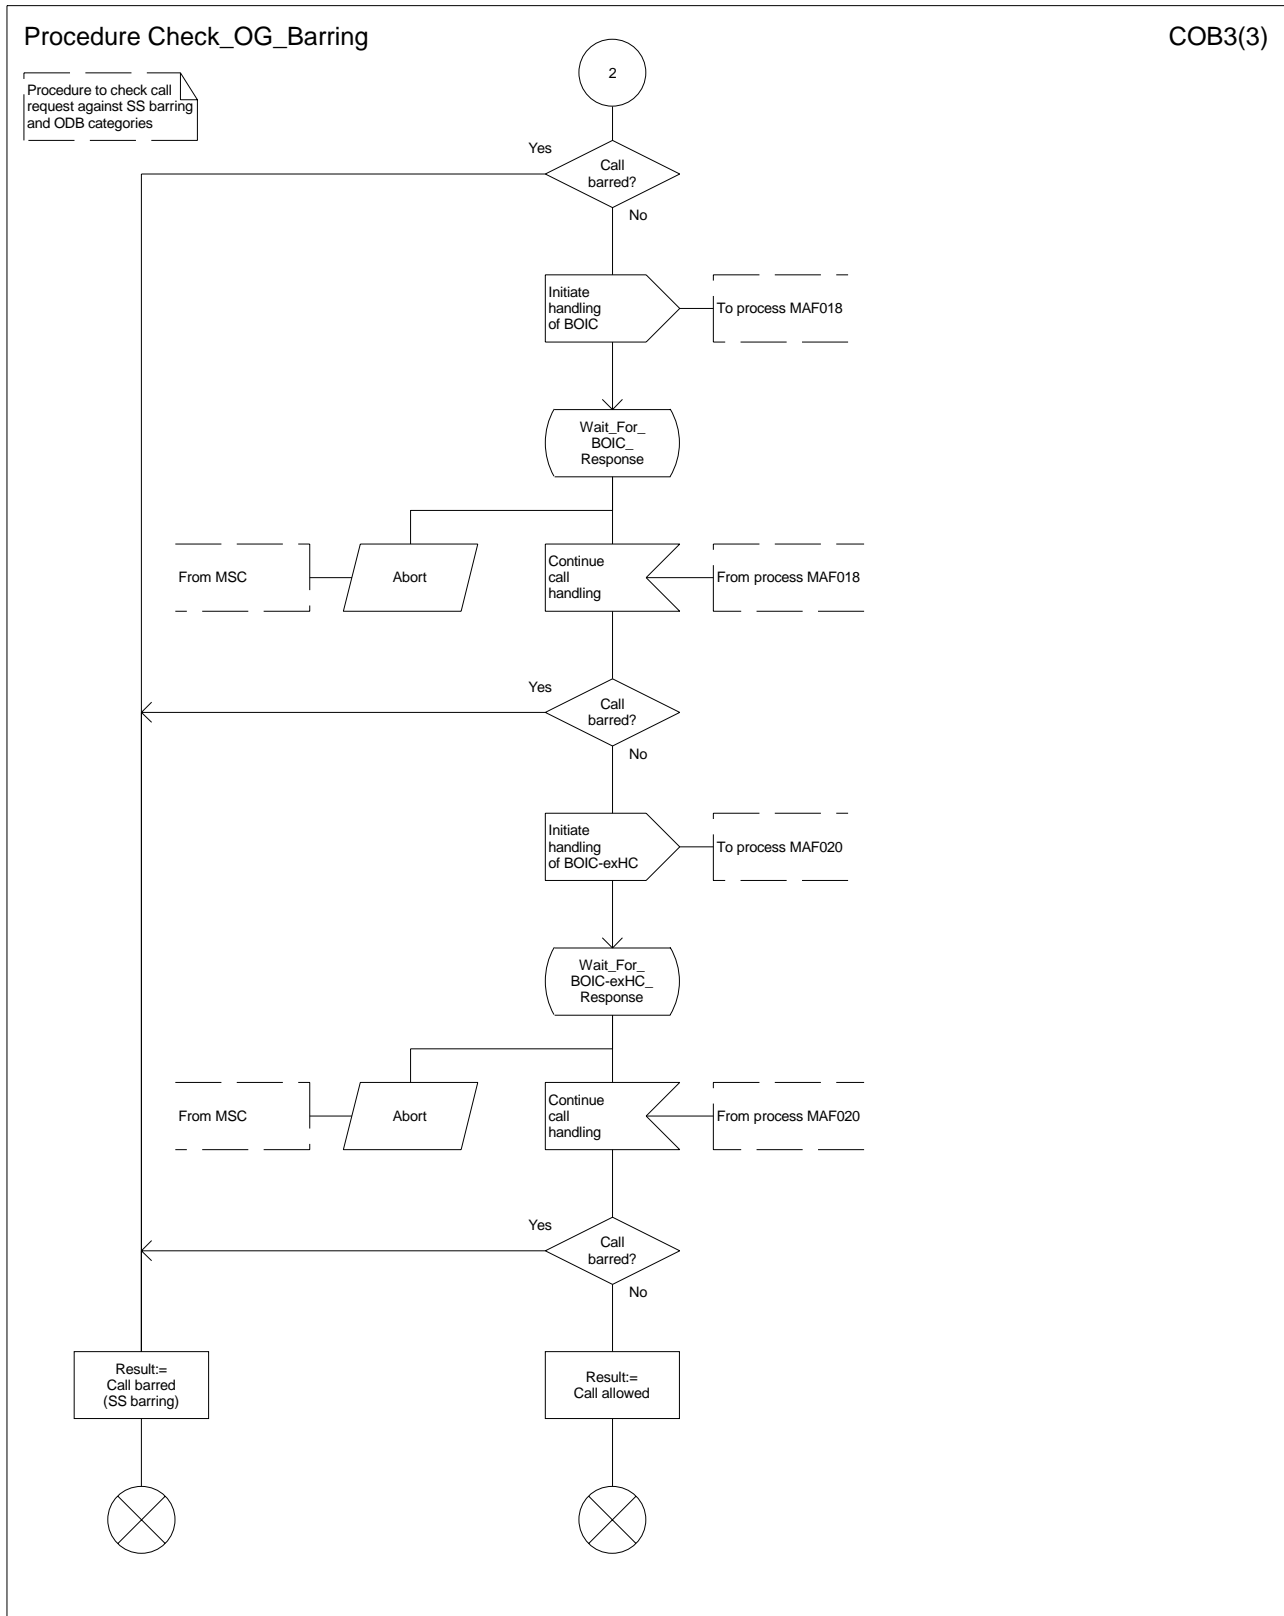 Procedure Check_OG_Barring
COB3(3)
Procedure to check call
request against SS barring
and ODB categories
2
Yes
Call
barred?
No
Initiate
handling
of BOIC
To process MAF018
Wait_For_
BOIC_
Response
From MSC
Abort
Continue
call
handling
From process MAF018
Yes
Call
barred?
No
Initiate
handling
of BOIC-exHC
To process MAF020
Wait_For_
BOIC-exHC_
Response
From MSC
Abort
Continue
call
handling
From process MAF020
Yes
Call
barred?
No
Result:=
Call barred
(SS barring)
Result:=
Call allowed